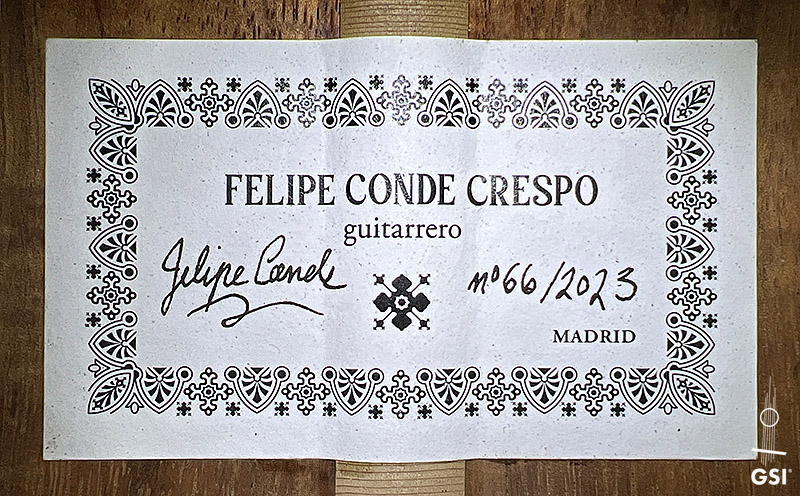 FELIPE CONDE CRESPO
guitarrero
Felipe Conde
nº66/2023
MADRID
GSI